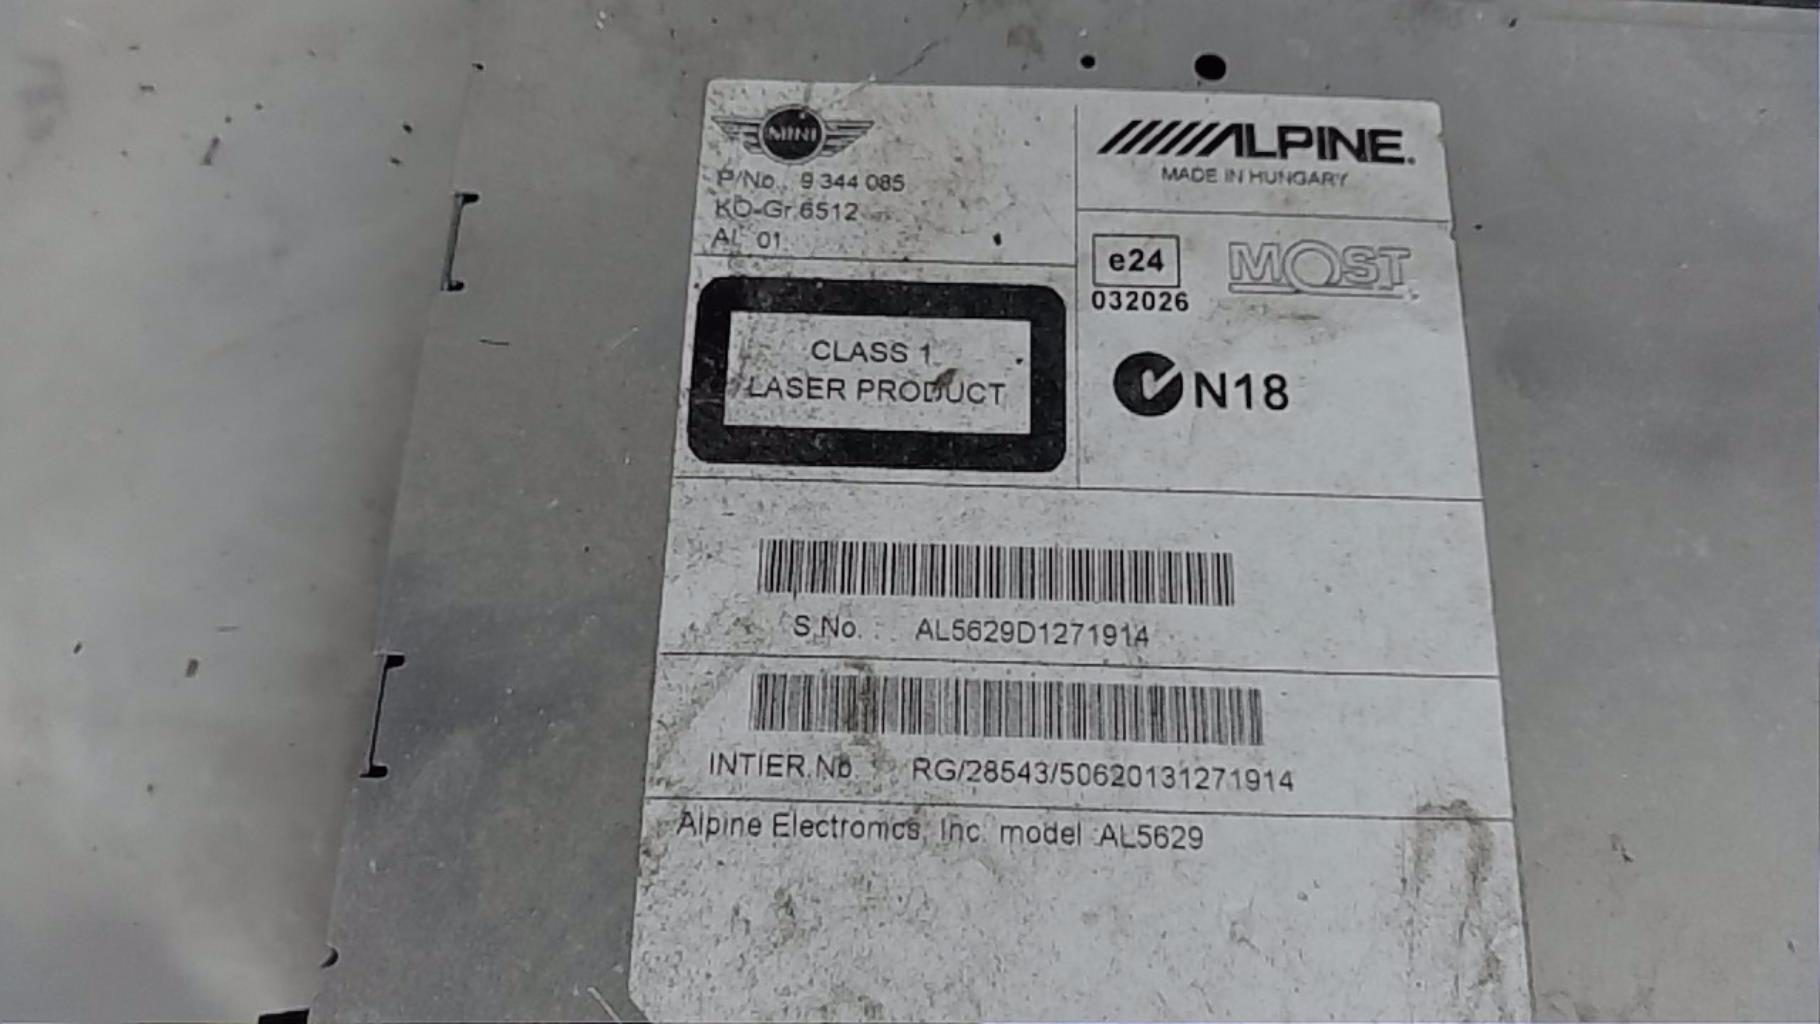 MINI
P/No.. 9 344 085
KO-Gr.6512
AL 01
ALPINE.
MADE IN HUNGARY
e24
032026
MOST
N18
CLASS 1
LASER PRODUCT
S.No. : AL5629D1271914
INTIER.No. RG/28543/50620131271914
Alpine Electronics, Inc. model :AL5629